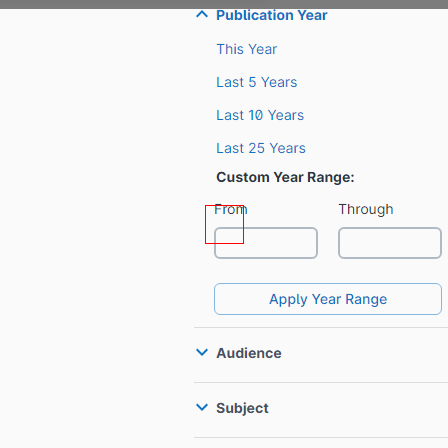 Publication Year
This Year
Last 5 Years
Last 10 Years
Last 25 Years
Custom Year Range:
From Through
Apply Year Range
Audience
Subject